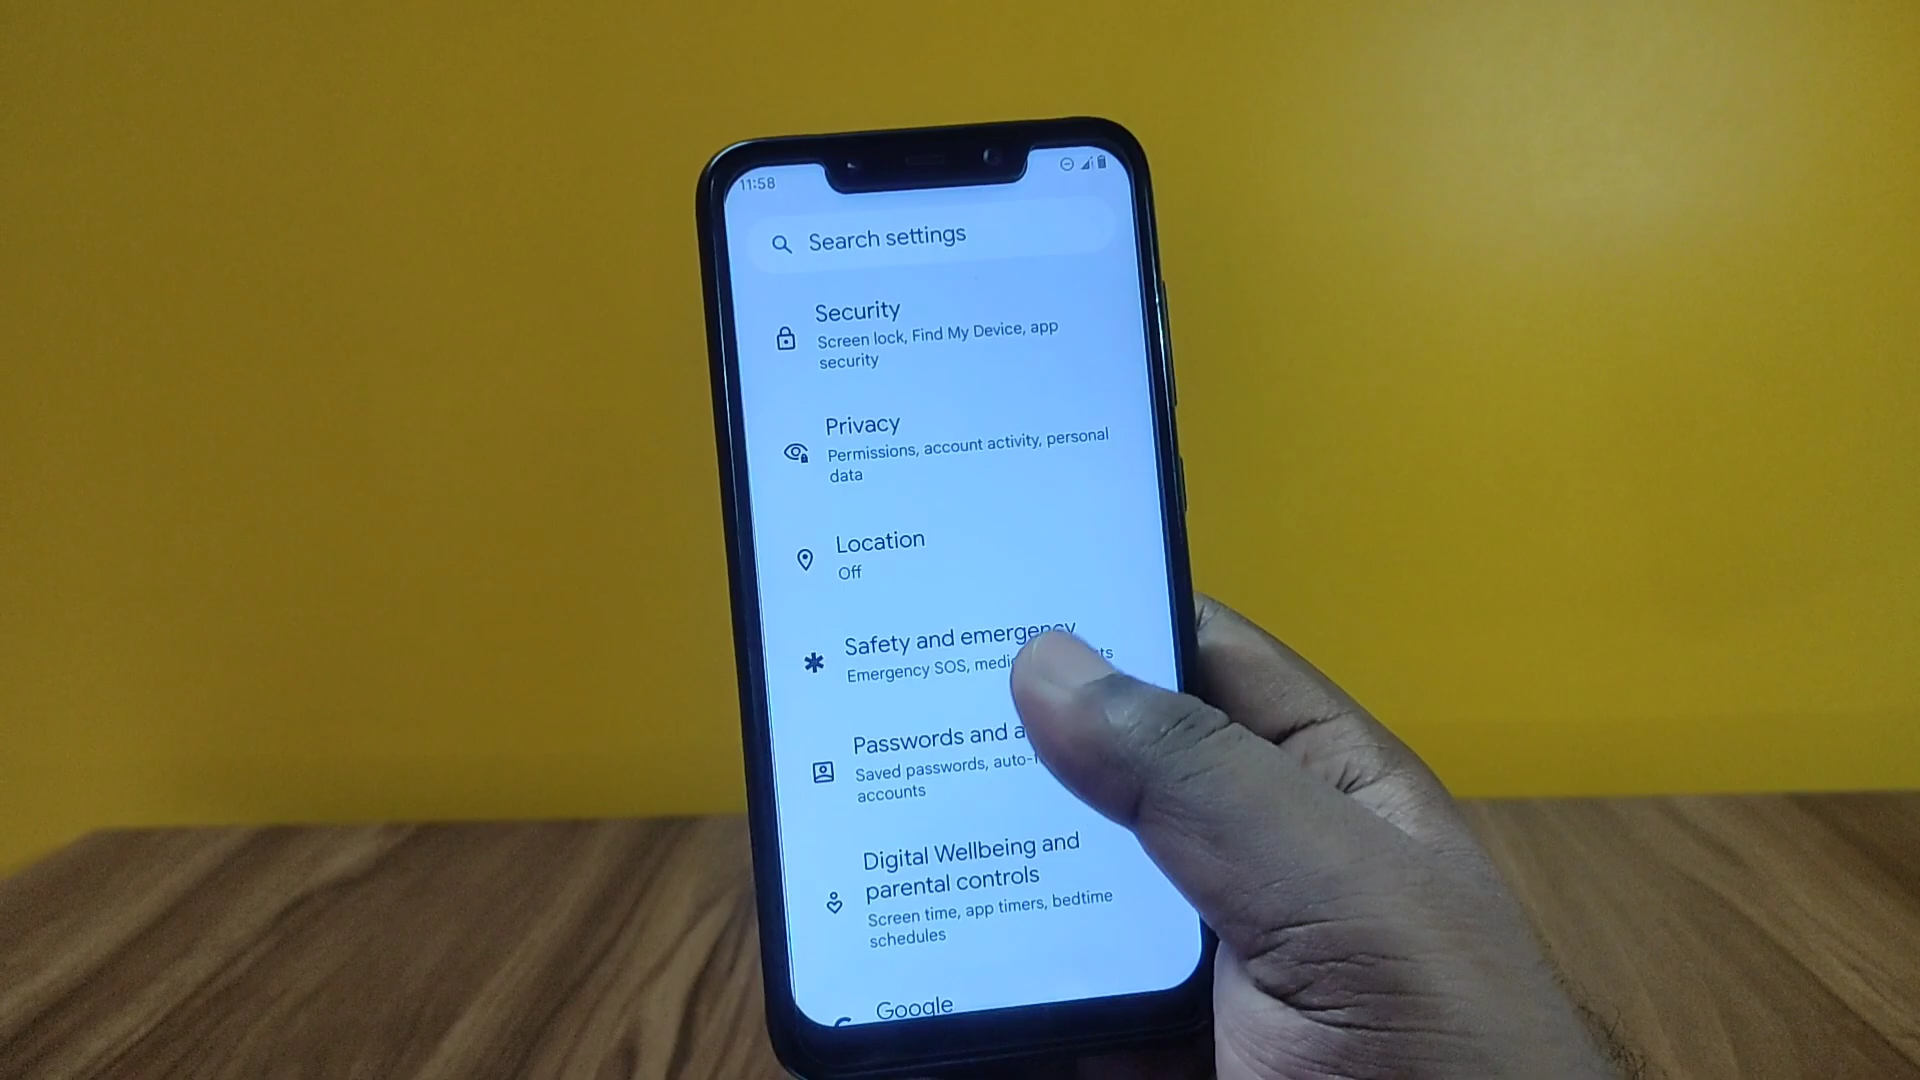 11:58
Search settings
Security
Screen lock, Find My Device, app
security
Privacy
Permissions, account activity, personal
data
Location
Off
Safety and emergency
Emergency SOS,
Passwords and
Saved passwords,
accounts
Digital Wellbeing and
parental controls
Screen time, app timers, bedtime
schedules
Google